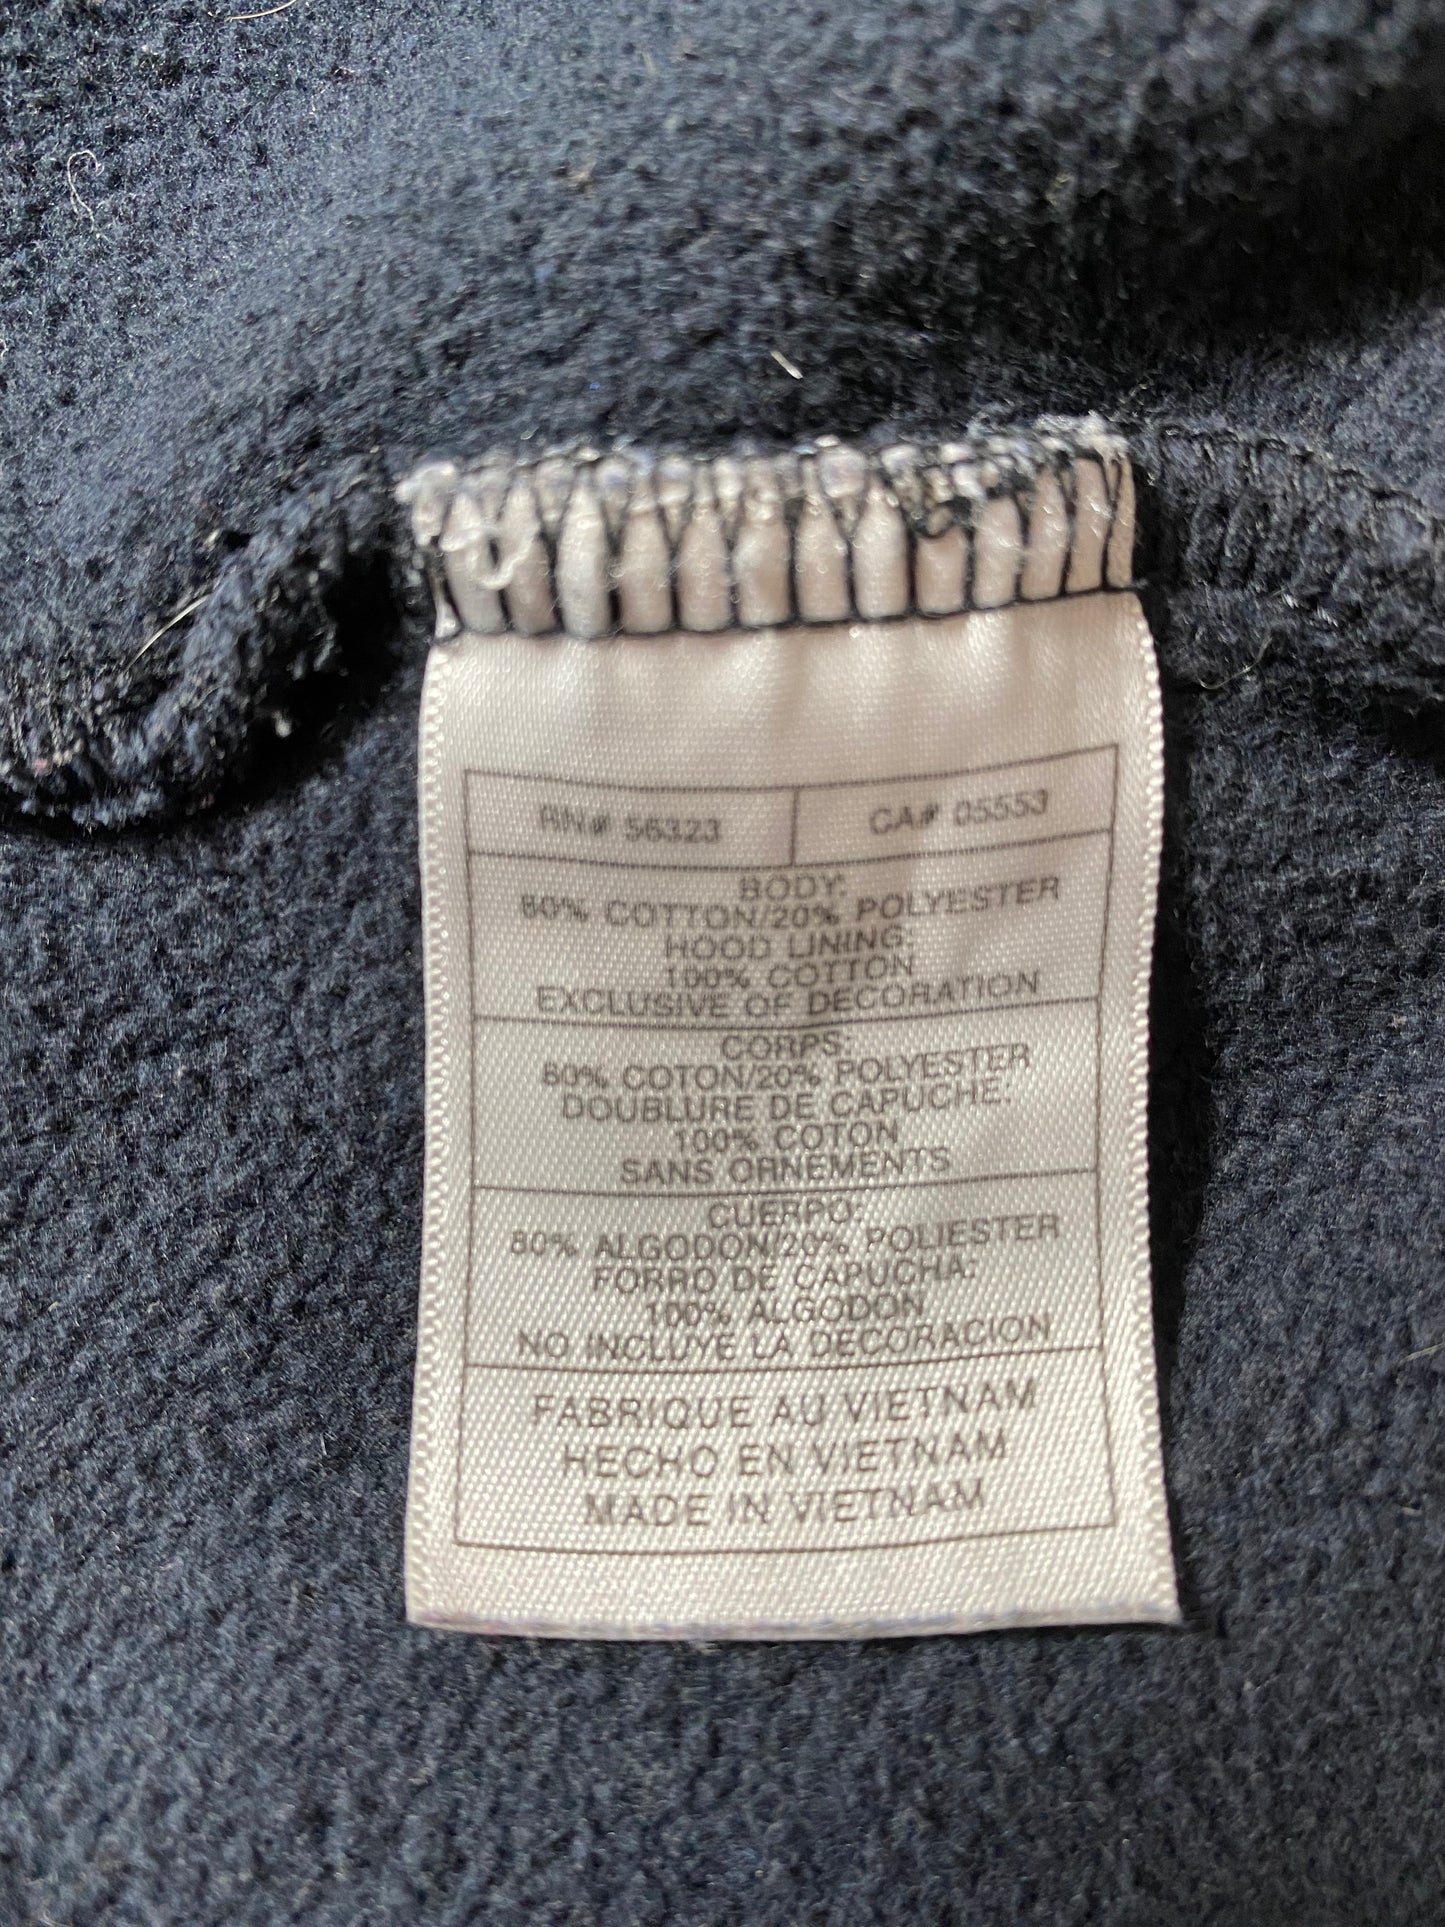 RN# 56323 CA# 05553
BODY:
80% COTTON/20% POLYESTER
HOOD LINING:
100% COTTON
EXCLUSIVE OF DECORATION
CORPS:
80% COTON/20% POLYESTER
DOUBLURE DE CAPUCHE:
100% COTON
SANS ORNEMENTS
CUERPO:
80% ALGODON/20% POLIESTER
FORRO DE CAPUCHA:
100% ALGODON
NO INCLUYE LA DECORACION
FABRIQUE AU VIETNAM
HECHO EN VIETNAM
MADE IN VIETNAM